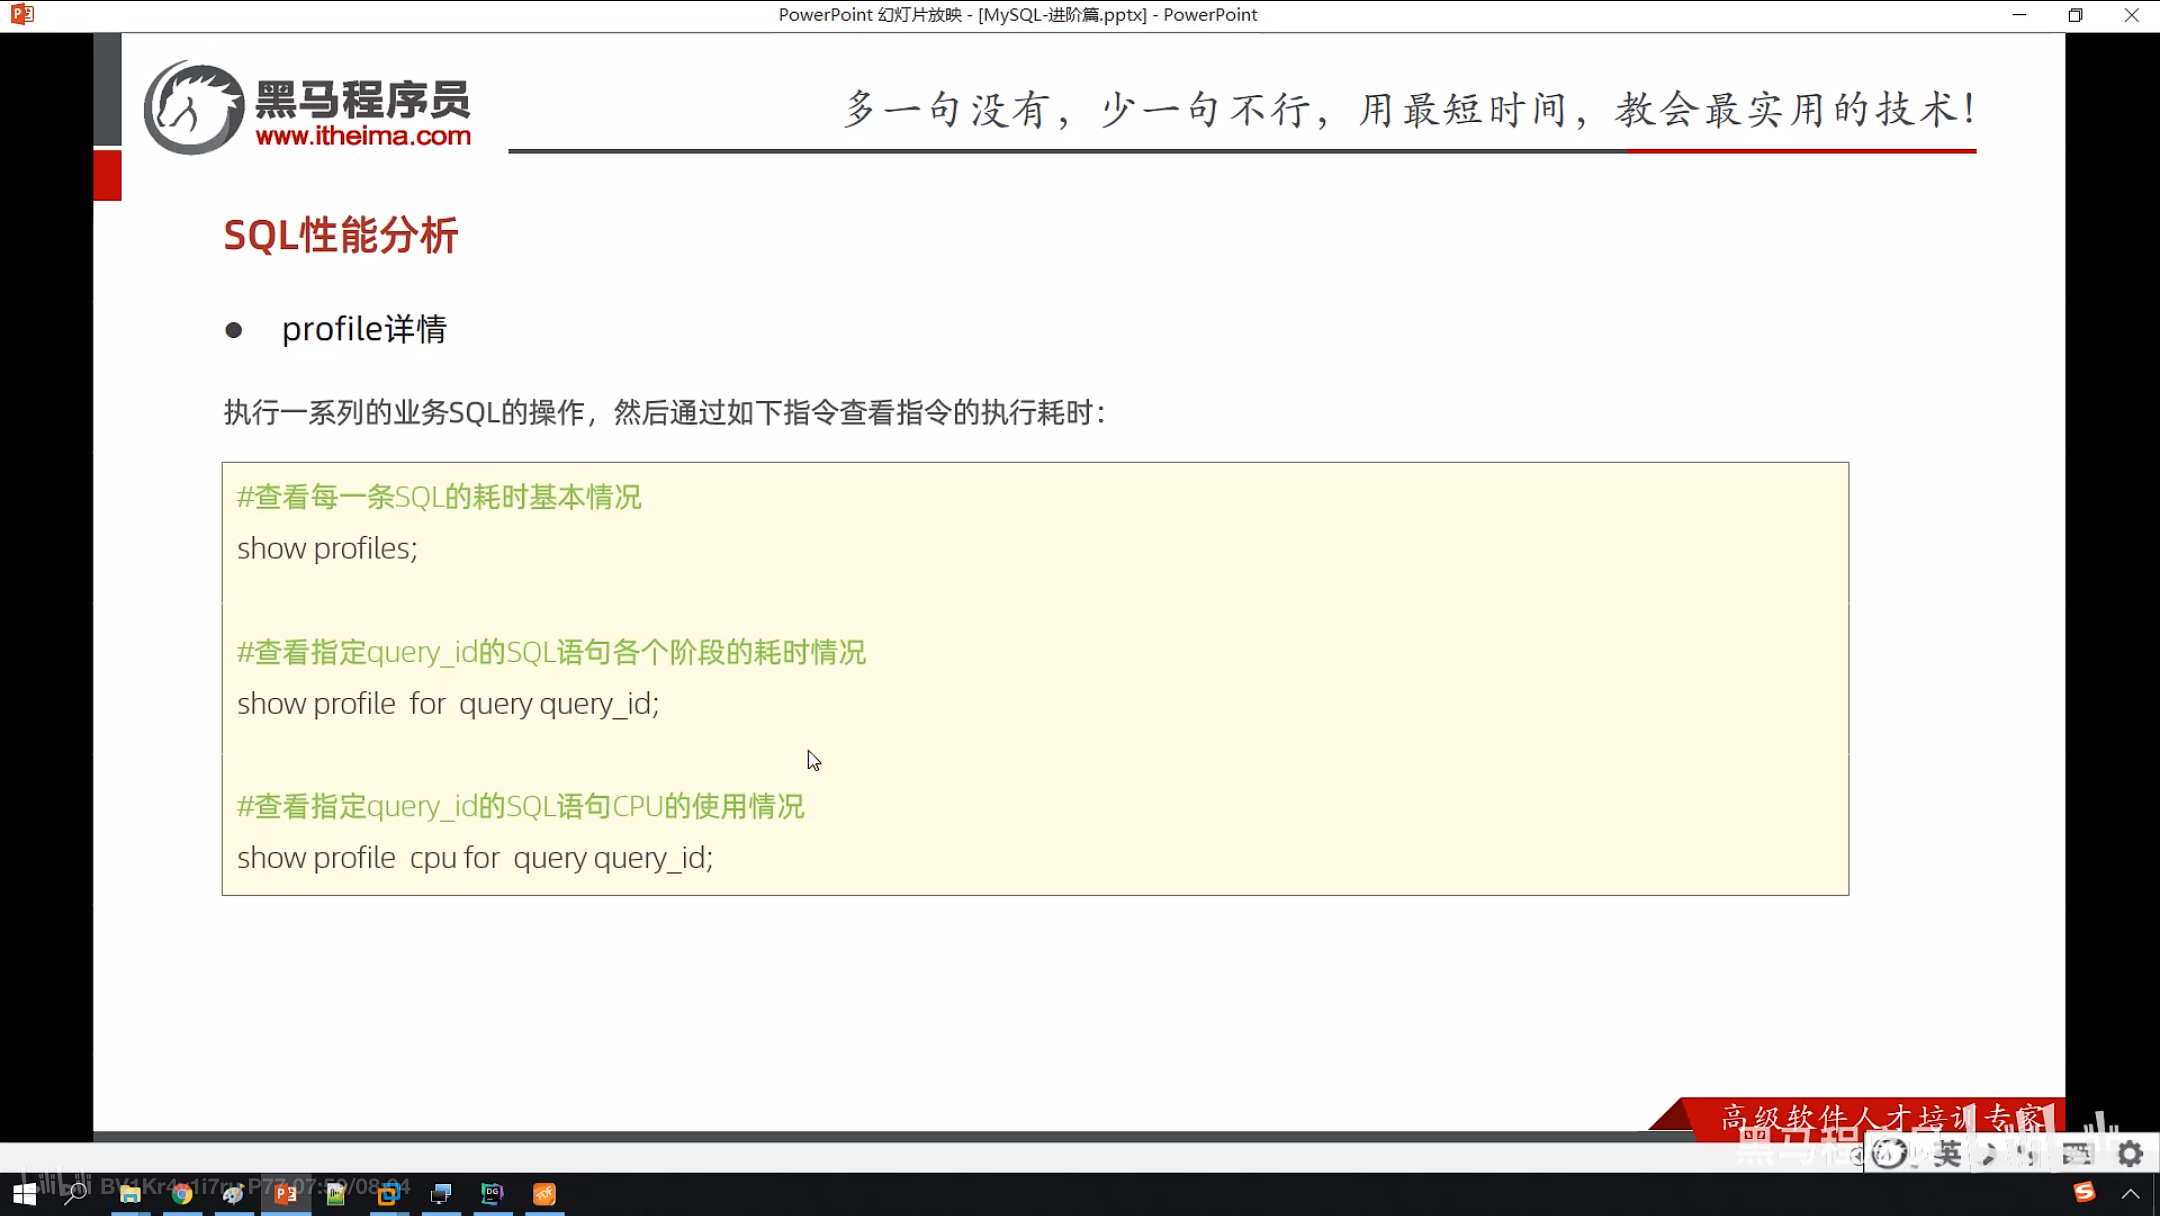 PowerPoint 幻灯片放映 - [MySQL-进阶篇.pptx] - PowerPoint
黑马程序员
www.itheima.com
多一句没有，少一句不行，用最短时间，教会最实用的技术！
SQL性能分析
● profile详情
执行一系列的业务SQL的操作，然后通过如下指令查看指令的执行耗时：
#查看每一条SQL的耗时基本情况
show profiles;
#查看指定query_id的SQL语句各个阶段的耗时情况
show profile for query query_id;
#查看指定query_id的SQL语句CPU的使用情况
show profile cpu for query query_id;
高级软件人才培训专家
英